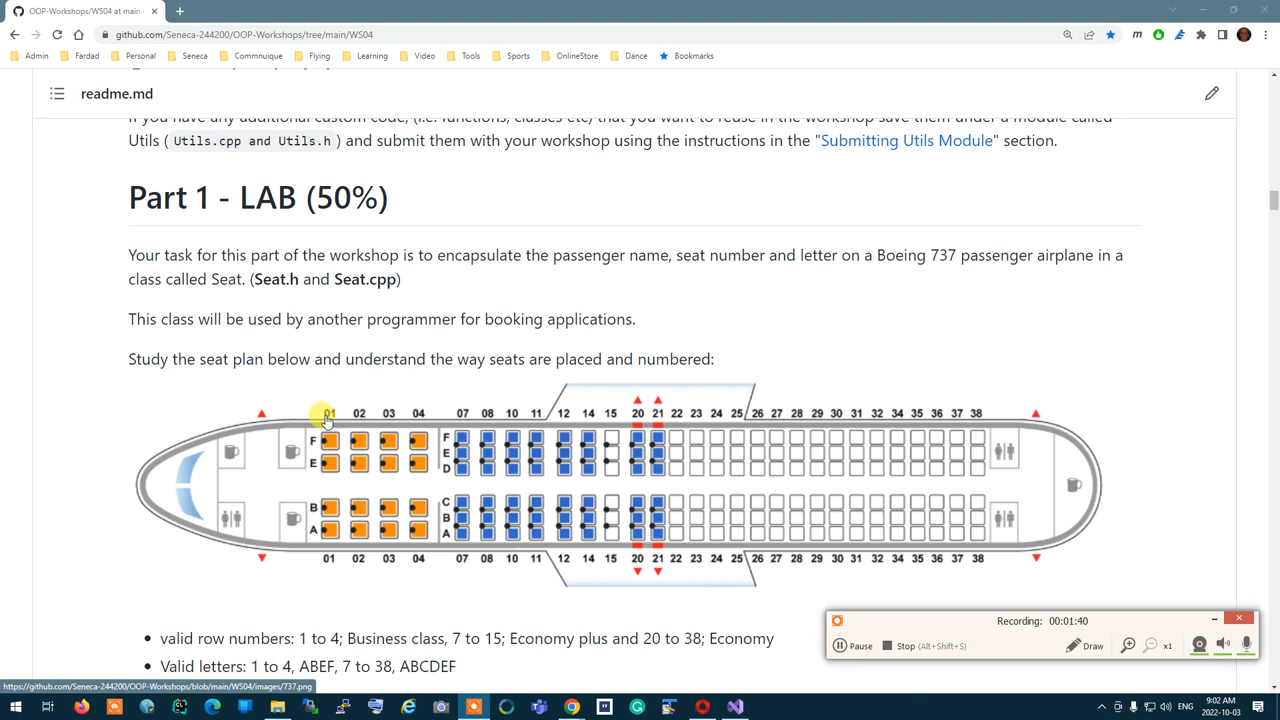 OOP-Workshops/WS04 at main
github.com/Seneca-244200/OOP-Workshops/tree/main/WS04
Admin Fardad Personal Seneca Commnuique Flying Learning Video Tools Sports OnlineStore Dance Bookmarks
readme.md
If you have any additional custom code, (i.e. functions, classes etc) that you want to reuse in the workshop save them under a module called
Utils ( Utils.cpp and Utils.h ) and submit them with your workshop using the instructions in the "Submitting Utils Module" section.
Part 1 - LAB (50%)
Your task for this part of the workshop is to encapsulate the passenger name, seat number and letter on a Boeing 737 passenger airplane in a
class called Seat. (Seat.h and Seat.cpp)
This class will be used by another programmer for booking applications.
Study the seat plan below and understand the way seats are placed and numbered:
01 02 03 04 07 08 10 11 12 14 15 20 21 22 23 24 25 26 27 28 29 30 31 32 33 34 35 36 37 38
F F
E E
D
B C
B
A A
01 02 03 04 07 08 10 11 12 14 15 20 21 22 23 24 25 26 27 28 29 30 31 32 33 34 35 36 37 38
valid row numbers: 1 to 4; Business class, 7 to 15; Economy plus and 20 to 38; Economy
Valid letters: 1 to 4, ABEF, 7 to 38, ABCDEF
Recording: 00:01:40
Pause Stop (Alt+Shift+S) Draw x1
https://github.com/Seneca-244200/OOP-Workshops/blob/main/WS04/images/737.png
ENG 9:02 AM
2022-10-03